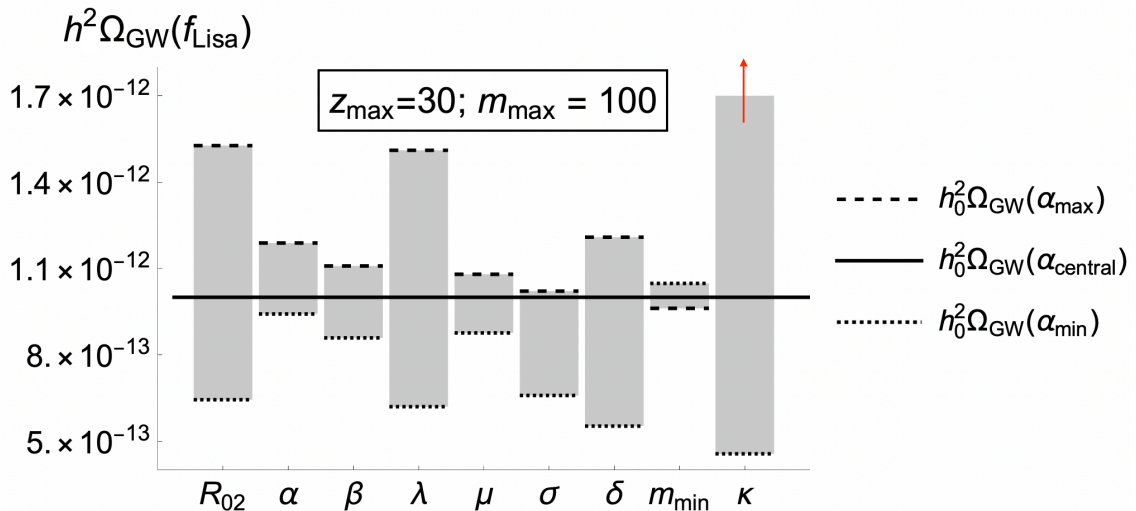 h²Ω_GW(f_Lisa)
z_max=30; m_max = 100
1.7 × 10⁻¹²
1.4 × 10⁻¹²
1.1 × 10⁻¹²
8. × 10⁻¹³
5. × 10⁻¹³
R₀₂ α β λ μ σ δ m_min κ
h₀²Ω_GW(α_max)
h₀²Ω_GW(α_central)
h₀²Ω_GW(α_min)